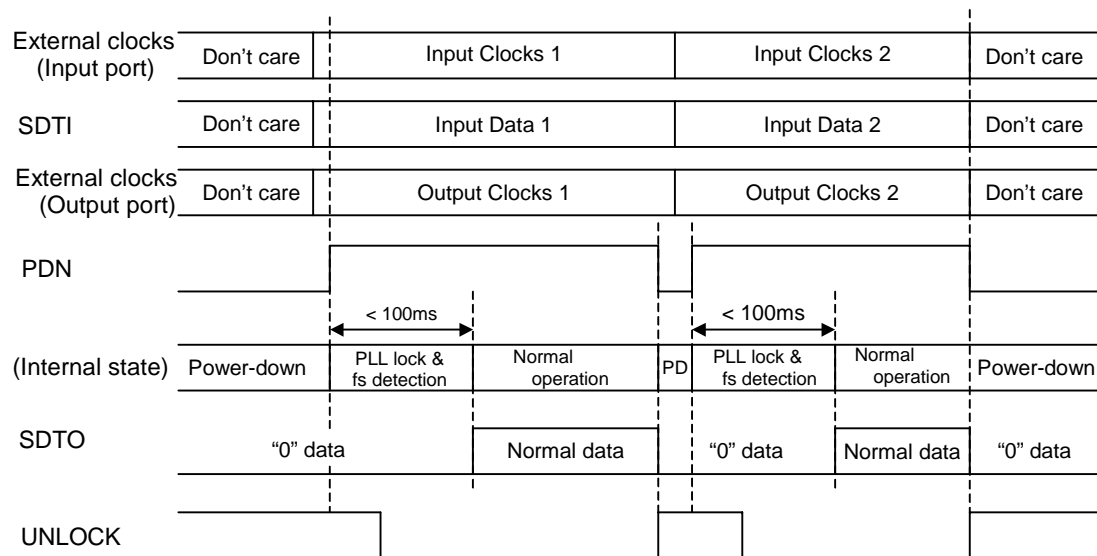 External clocks
(Input port)
Don’t care
Input Clocks 1
Input Clocks 2
Don’t care
SDTI
Don’t care
Input Data 1
Input Data 2
Don’t care
External clocks
(Output port)
Don’t care
Output Clocks 1
Output Clocks 2
Don’t care
PDN
< 100ms
< 100ms
(Internal state)
Power-down
PLL lock &
fs detection
Normal
operation
PD
PLL lock &
fs detection
Normal
operation
Power-down
SDTO
“0” data
Normal data
“0” data
Normal data
“0” data
UNLOCK